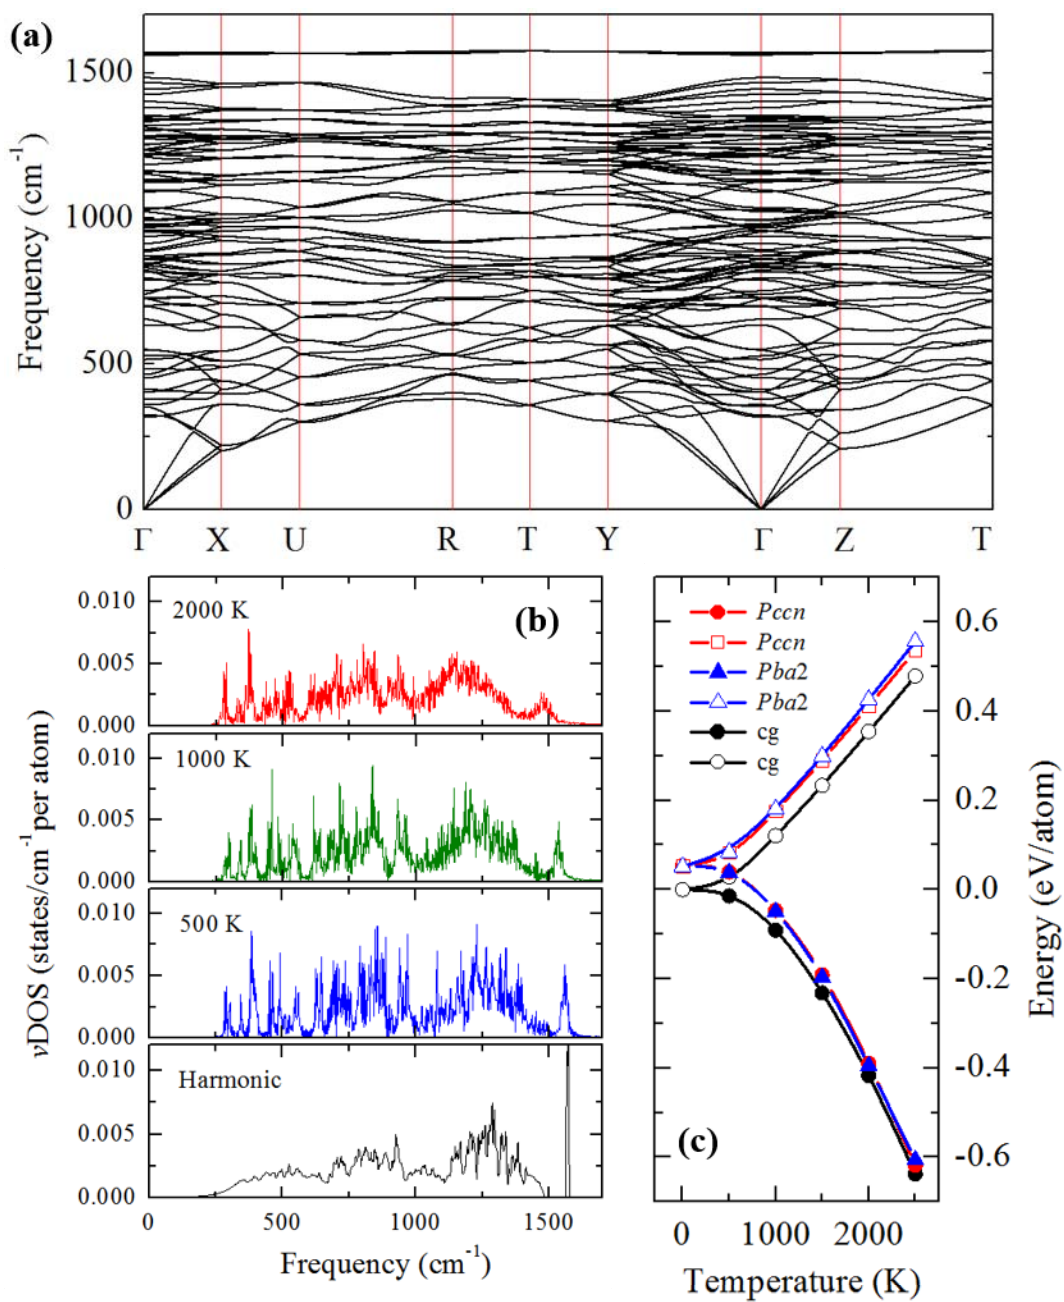 (a)
Frequency (cm⁻¹)
1500
1000
500
0
Γ X U R T Y Γ Z T
(b)
νDOS (states/cm⁻¹ per atom)
0.010
0.005
0.000
2000 K
0.010
0.005
0.000
1000 K
0.010
0.005
0.000
500 K
0.010
0.005
0.000
Harmonic
0 500 1000 1500
Frequency (cm⁻¹)
Pccn
Pccn
Pba2
Pba2
cg
cg
(c)
0.6
0.4
0.2
0.0
-0.2
-0.4
-0.6
Energy (eV/atom)
0 1000 2000
Temperature (K)